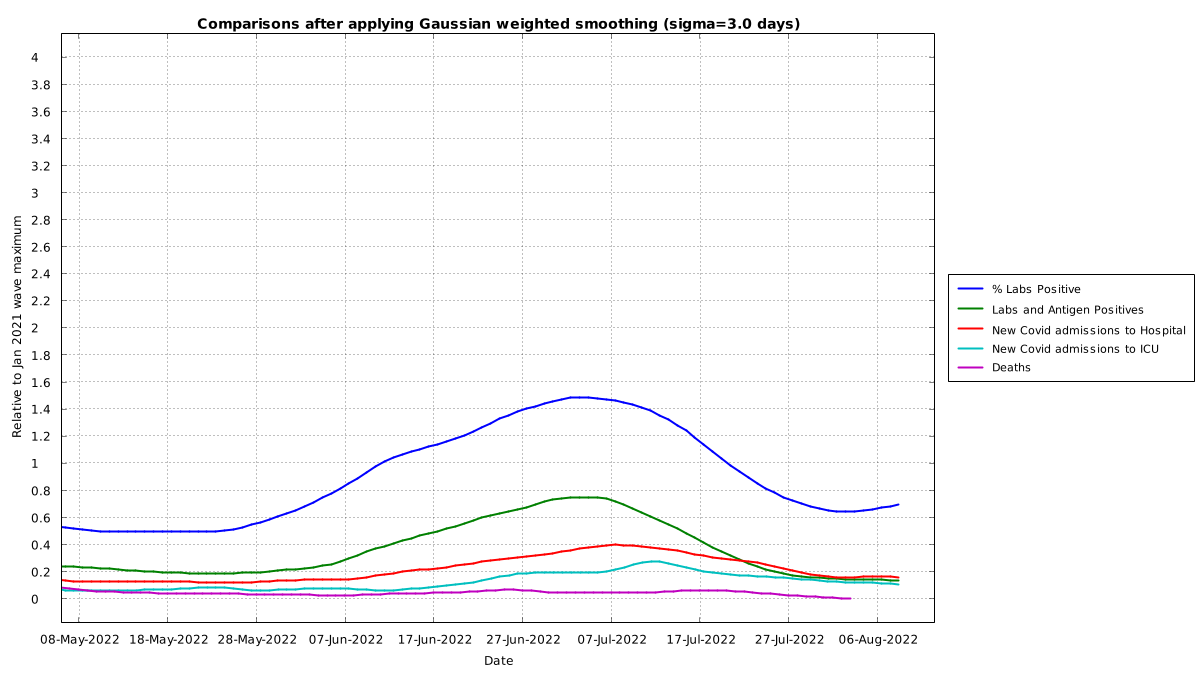 Comparisons after applying Gaussian weighted smoothing (sigma=3.0 days)
Relative to Jan 2021 wave maximum
4
3.8
3.6
3.4
3.2
3
2.8
2.6
2.4
2.2
2
1.8
1.6
1.4
1.2
1
0.8
0.6
0.4
0.2
0
08-May-2022 18-May-2022 28-May-2022 07-Jun-2022 17-Jun-2022 27-Jun-2022 07-Jul-2022 17-Jul-2022 27-Jul-2022 06-Aug-2022
Date
% Labs Positive
Labs and Antigen Positives
New Covid admissions to Hospital
New Covid admissions to ICU
Deaths